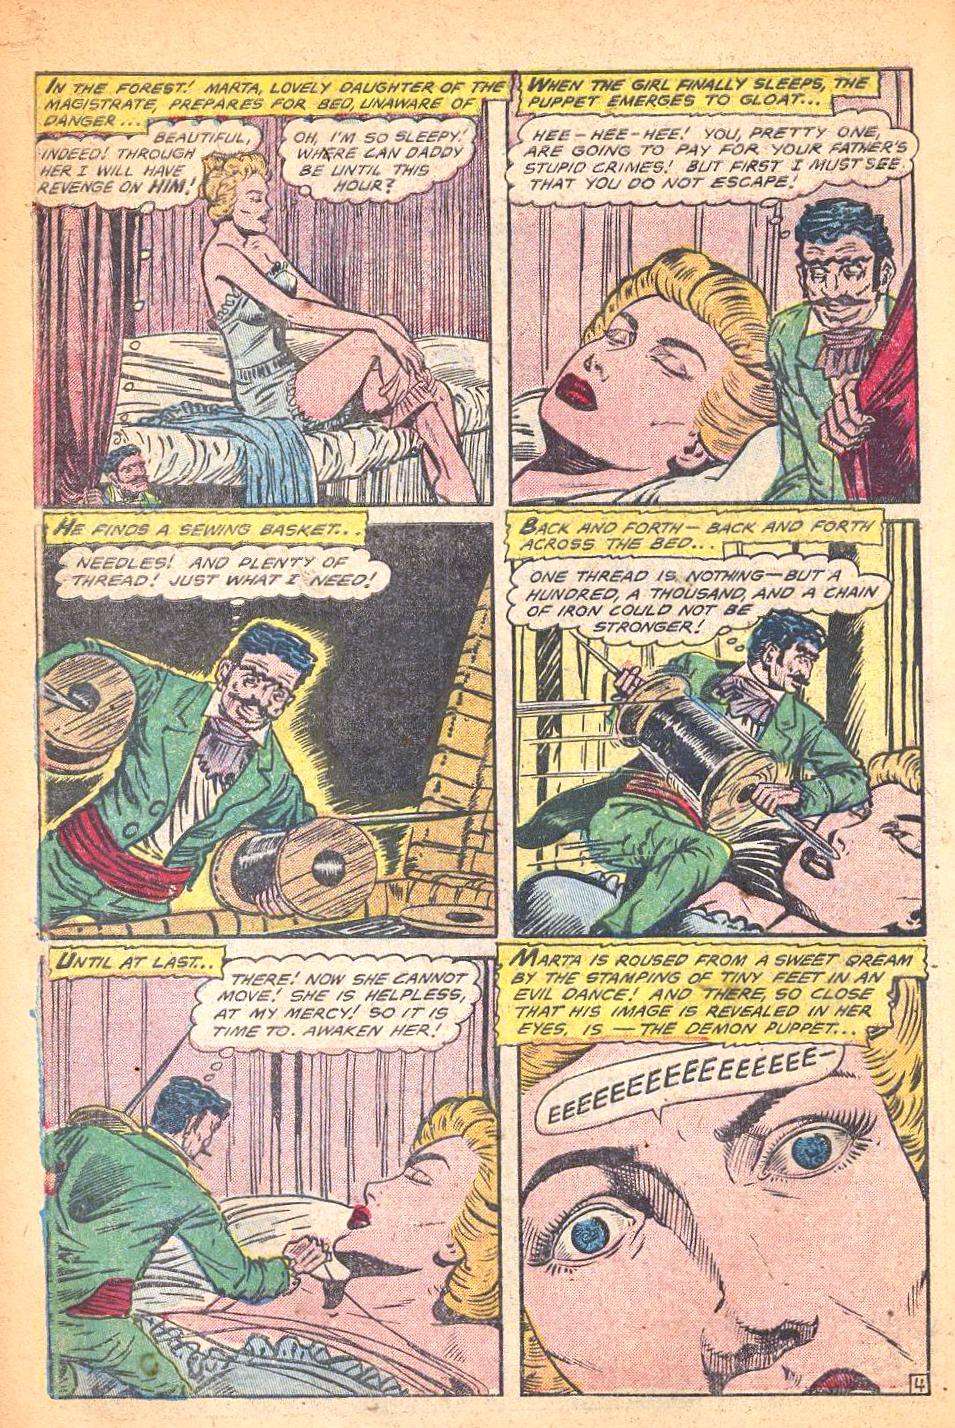 IN THE FOREST! MARTA, LOVELY DAUGHTER OF THE
MAGISTRATE, PREPARES FOR BED, UNAWARE OF
DANGER...
BEAUTIFUL,
INDEED! THROUGH
HER I WILL HAVE
REVENGE ON HIM!
OH, I'M SO SLEEPY!
WHERE CAN DADDY
BE UNTIL THIS
HOUR?
WHEN THE GIRL FINALLY SLEEPS, THE
PUPPET EMERGES TO GLOAT...
HEE-HEE-HEE! YOU, PRETTY ONE,
ARE GOING TO PAY FOR YOUR FATHER'S
STUPID CRIMES! BUT FIRST I MUST SEE
THAT YOU DO NOT ESCAPE!
HE FINDS A SEWING BASKET...
NEEDLES! AND PLENTY OF
THREAD! JUST WHAT I NEED!
BACK AND FORTH - BACK AND FORTH
ACROSS THE BED...
ONE THREAD IS NOTHING-BUT A
HUNDRED, A THOUSAND, AND A CHAIN
OF IRON COULD NOT BE
STRONGER!
UNTIL AT LAST...
THERE! NOW SHE CANNOT
MOVE! SHE IS HELPLESS,
AT MY MERCY! SO IT IS
TIME TO. AWAKEN HER!
MARTA IS ROUSED FROM A SWEET DREAM
BY THE STAMPING OF TINY FEET IN AN
EVIL DANCE! AND THERE, SO CLOSE
THAT HIS IMAGE IS REVEALED IN HER
EYES, IS - THE DEMON PUPPET...
EEEEEEEEEEEEEEEE-
4